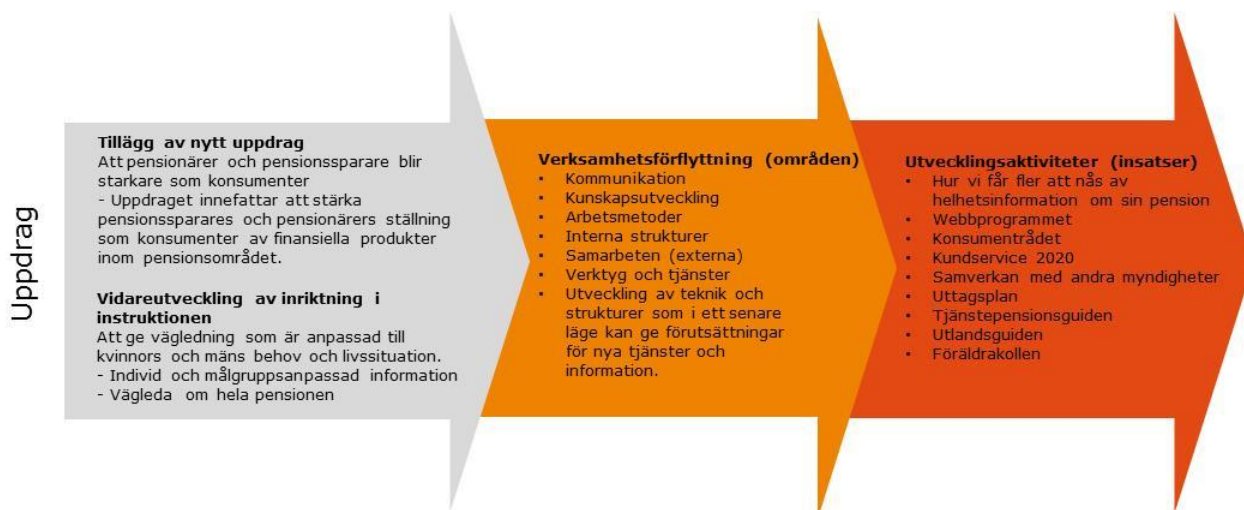 Uppdrag
Tillägg av nytt uppdrag
Att pensionärer och pensionssparare blir
starkare som konsumenter
- Uppdraget innefattar att stärka
pensionssparares och pensionärers ställning
som konsumenter av finansiella produkter
inom pensionsområdet.
Vidareutveckling av inriktning i
instruktionen
Att ge vägledning som är anpassad till
kvinnors och mäns behov och livssituation.
- Individ och målgruppsanpassad information
- Vägleda om hela pensionen
Verksamhetsförflyttning (områden)
• Kommunikation
• Kunskapsutveckling
• Arbetsmetoder
• Interna strukturer
• Samarbeten (externa)
• Verktyg och tjänster
• Utveckling av teknik och
strukturer som i ett senare
läge kan ge förutsättningar
för nya tjänster och
information.
Utvecklingsaktiviteter (insatser)
• Hur vi får fler att nås av
helhetsinformation om sin pension
• Webbprogrammet
• Konsumentrådet
• Kundservice 2020
• Samverkan med andra myndigheter
• Uttagsplan
• Tjänstepensionsguiden
• Utlandsguiden
• Föräldrakollen